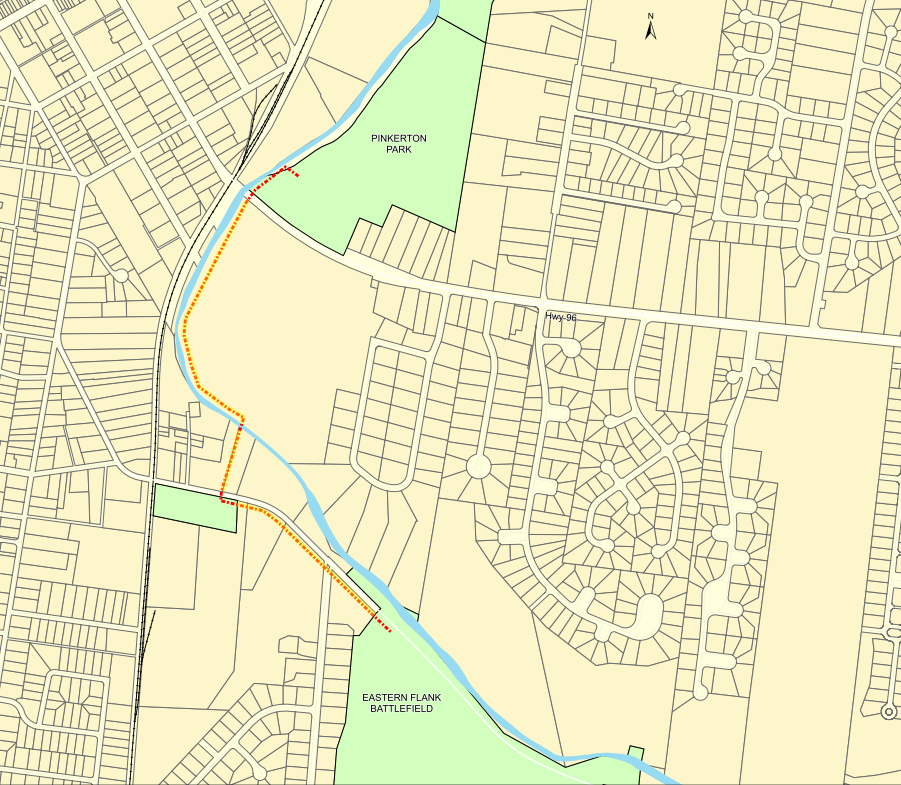 N
PINKERTON
PARK
Hwy-96
EASTERN FLANK
BATTLEFIELD